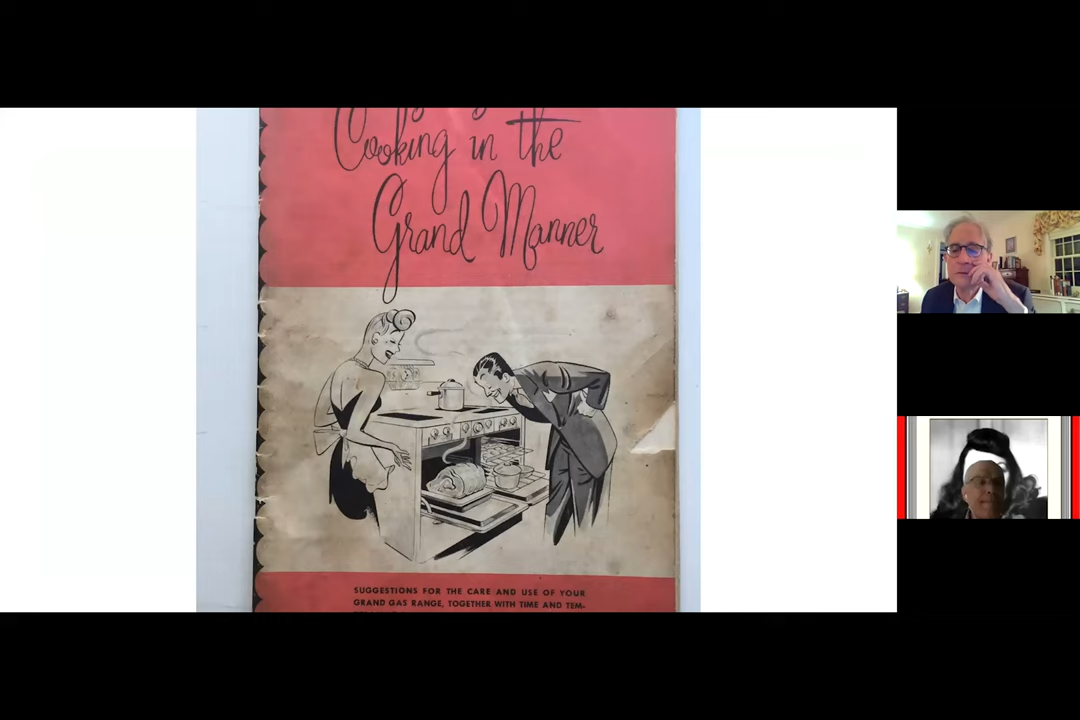 Cooking in the
Grand Manner
SUGGESTIONS FOR THE CARE AND USE OF YOUR
GRAND GAS RANGE, TOGETHER WITH TIME AND TEM-